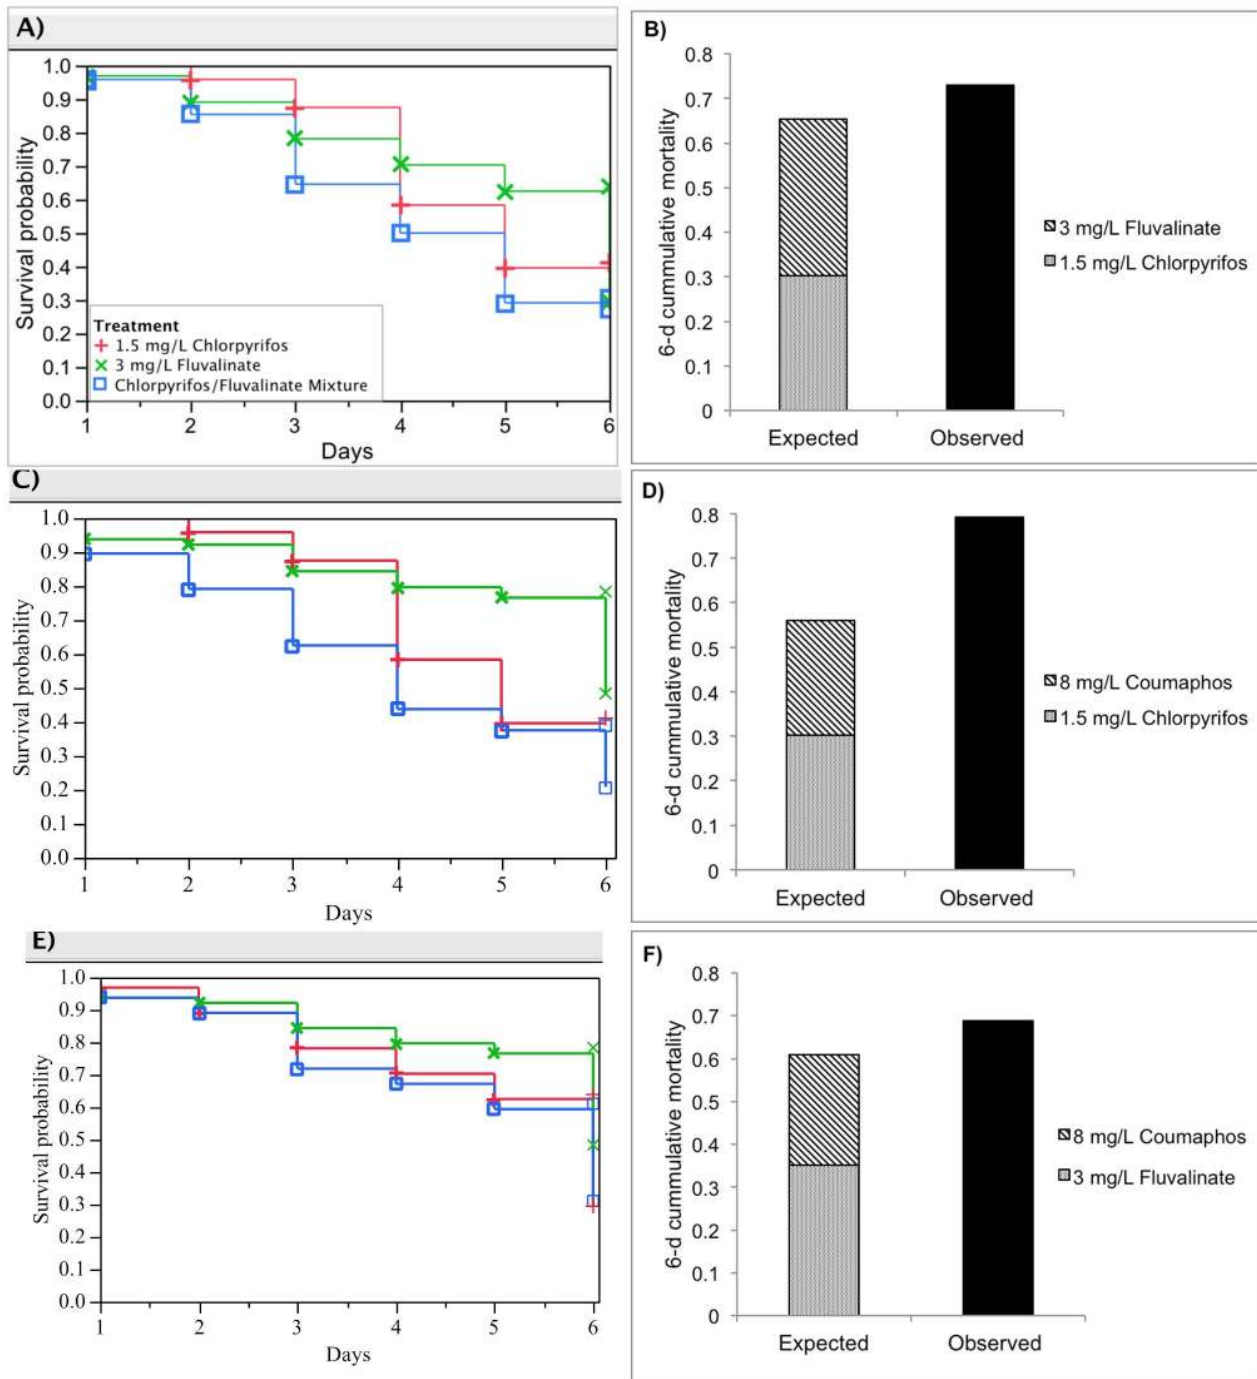 A)
Survival probability
1.0
0.9
0.8
0.7
0.6
0.5
0.4
0.3
0.2
0.1
0.0
Treatment
1.5 mg/L Chlorpyrifos
3 mg/L Fluvalinate
Chlorpyrifos/Fluvalinate Mixture
1 2 3 4 5 6
Days
B)
6-d cummulative mortality
0.8
0.7
0.6
0.5
0.4
0.3
0.2
0.1
0
3 mg/L Fluvalinate
1.5 mg/L Chlorpyrifos
Expected Observed
C)
Survival probability
1.0
0.9
0.8
0.7
0.6
0.5
0.4
0.3
0.2
0.1
0.0
1 2 3 4 5 6
Days
D)
6-d cummulative mortality
0.8
0.7
0.6
0.5
0.4
0.3
0.2
0.1
0
8 mg/L Coumaphos
1.5 mg/L Chlorpyrifos
Expected Observed
E)
Survival probability
1.0
0.9
0.8
0.7
0.6
0.5
0.4
0.3
0.2
0.1
0.0
1 2 3 4 5 6
Days
F)
6-d cummulative mortality
0.8
0.7
0.6
0.5
0.4
0.3
0.2
0.1
0
8 mg/L Coumaphos
3 mg/L Fluvalinate
Expected Observed